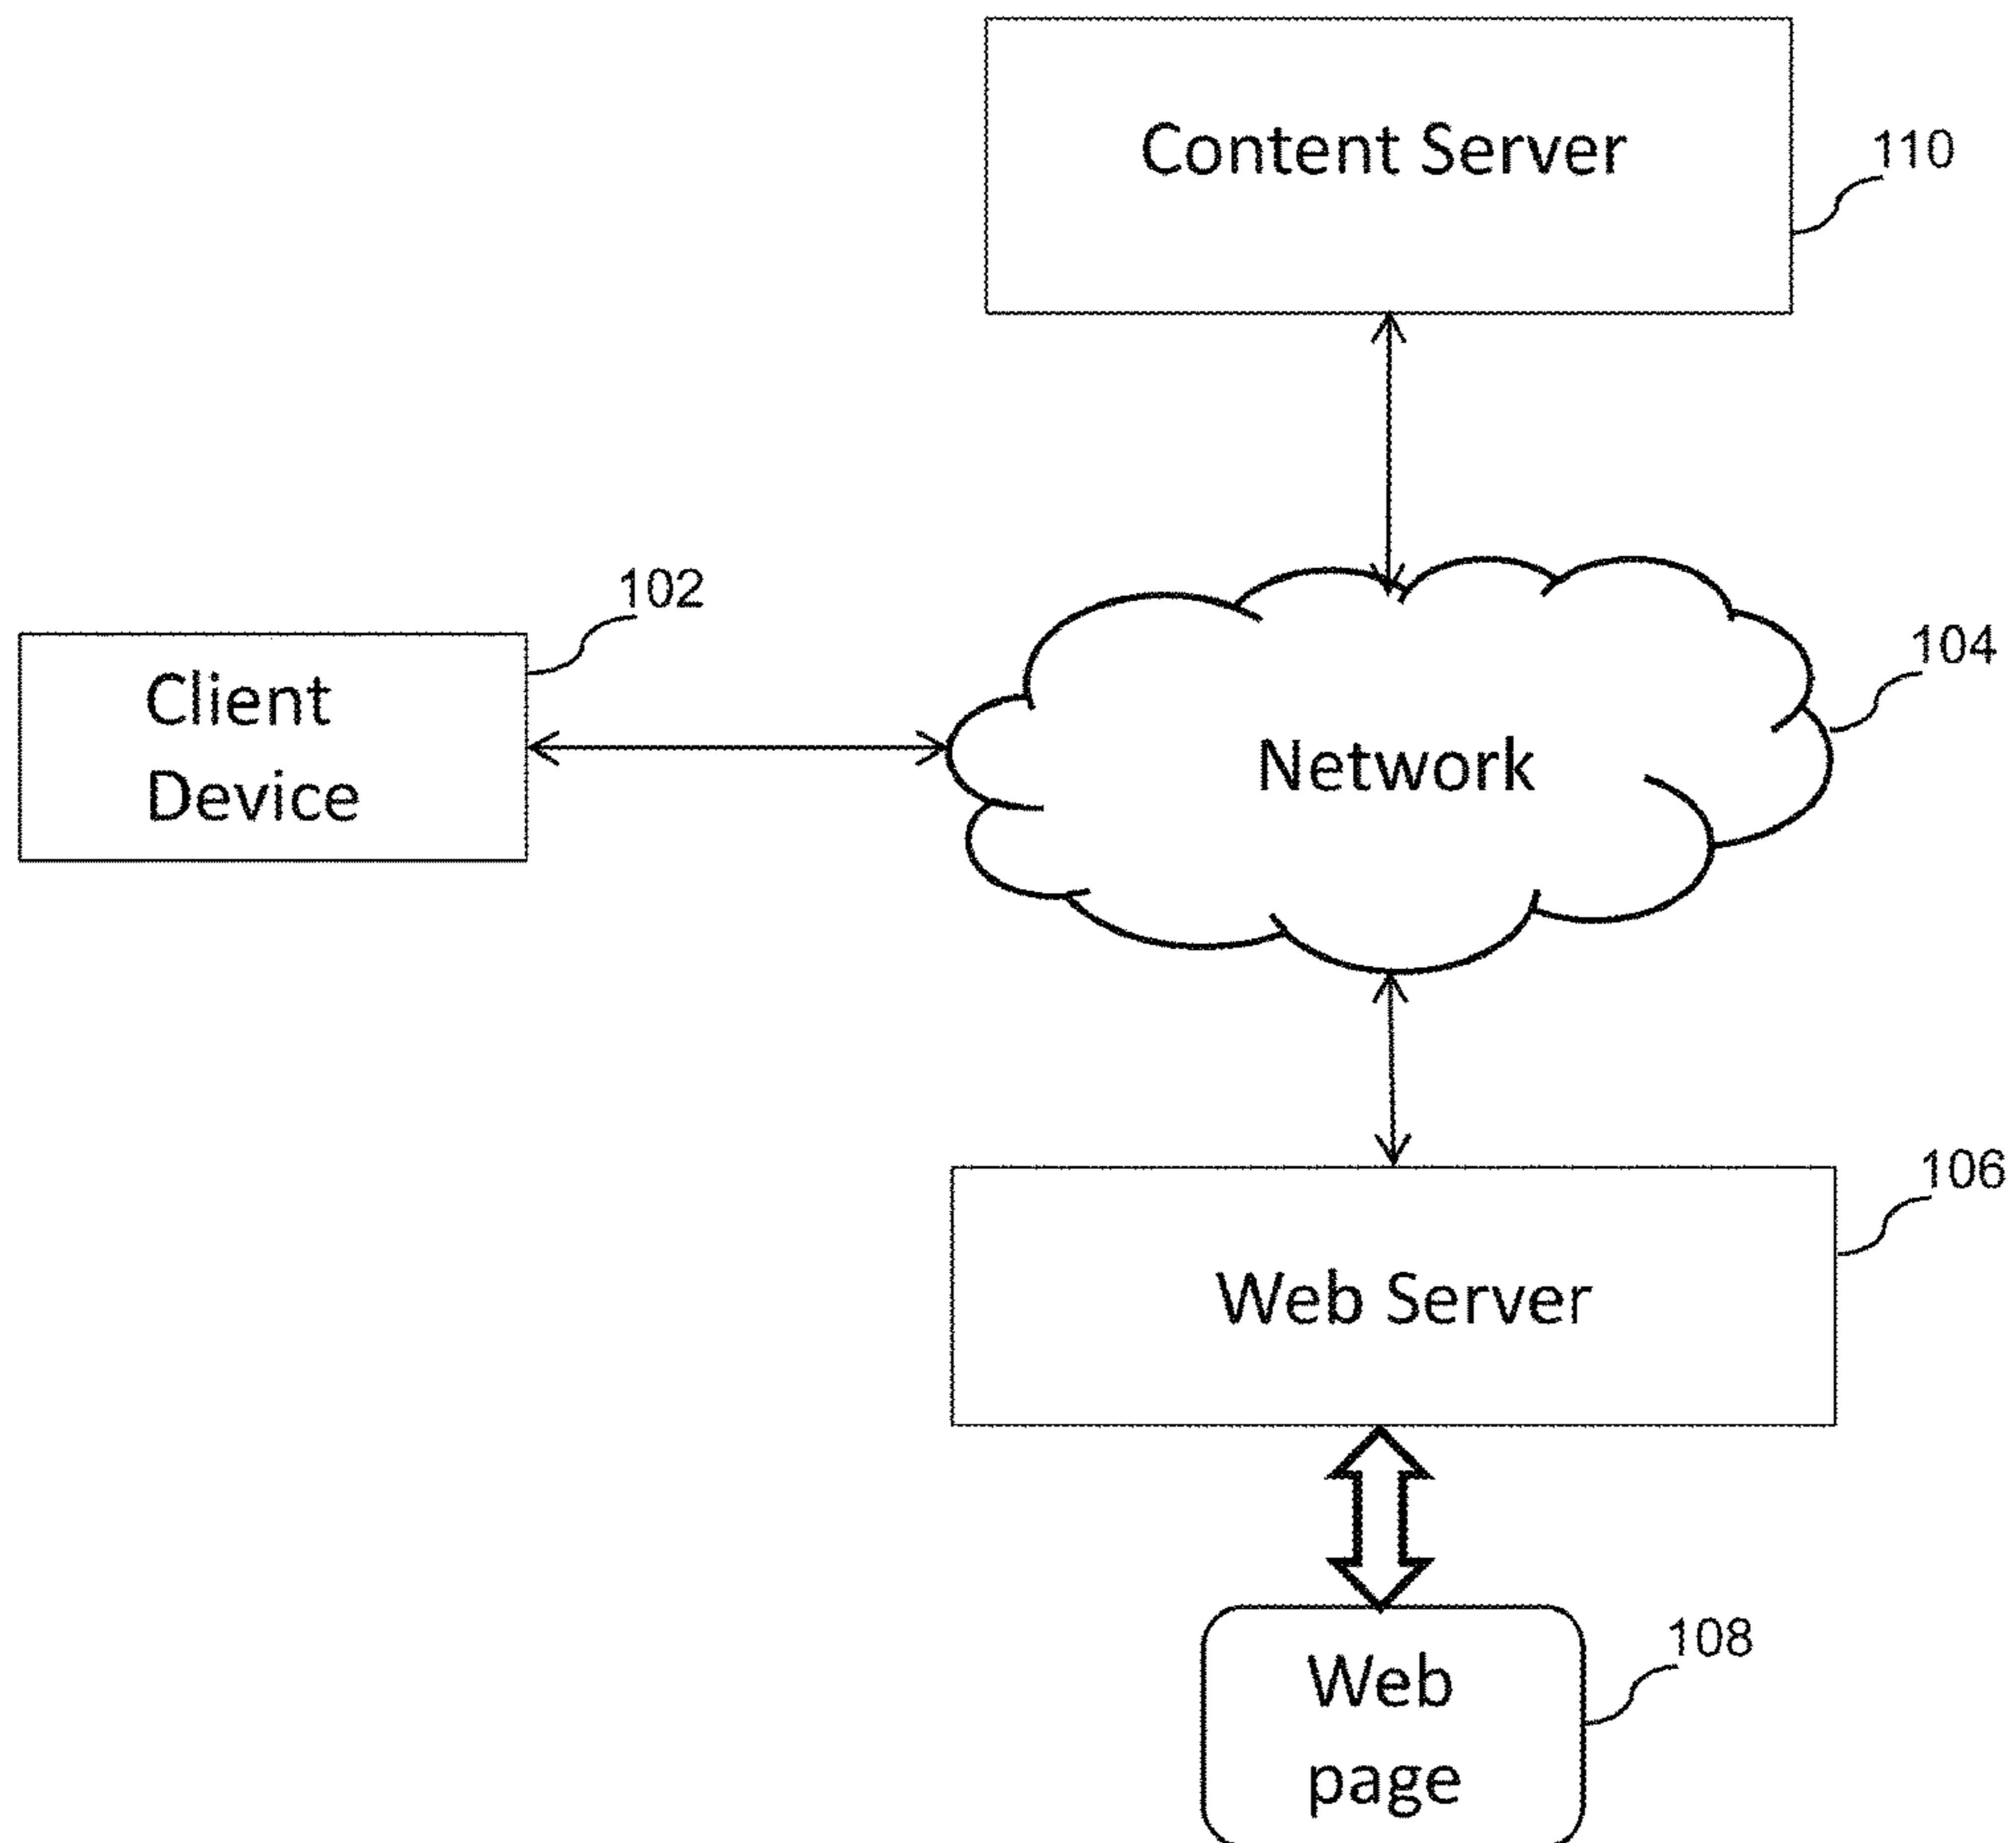 Content Server
110
102
Client
Device
104
Network
106
Web Server
108
Web
page